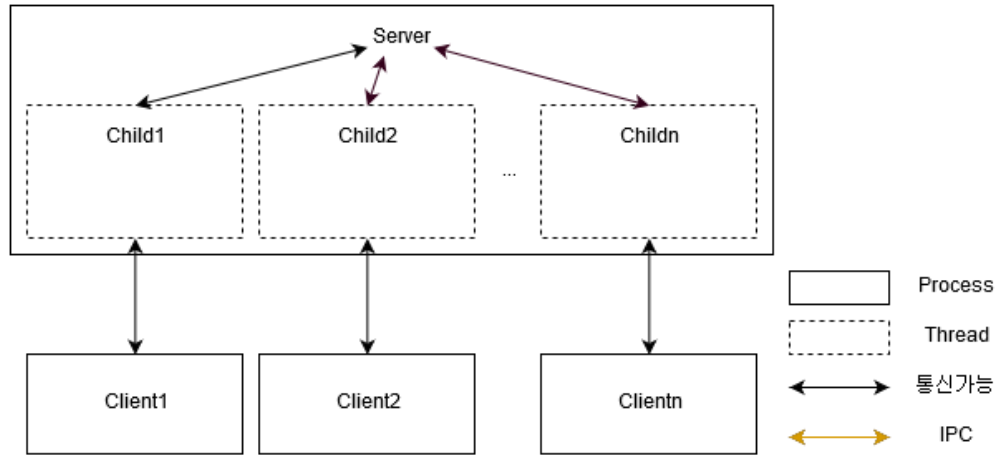 Server
Child1
Child2
Childn
...
Process
Thread
Client1
Client2
Clientn
통신가능
IPC